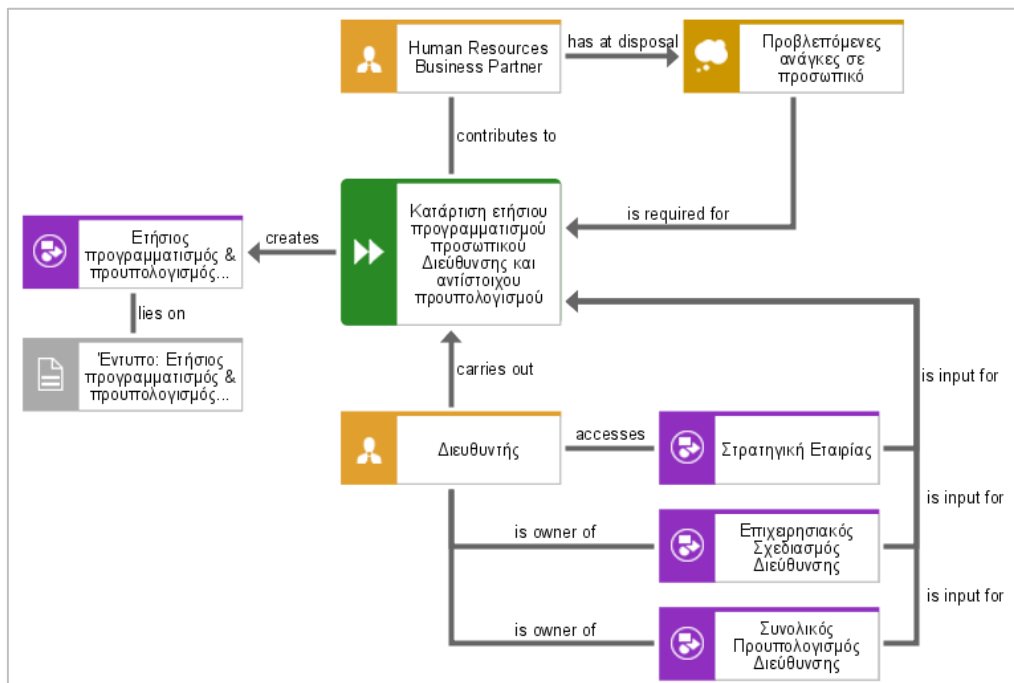 Human Resources
Business Partner
has at disposal
Προβλεπόμενες
ανάγκες σε
προσωπικό
contributes to
is required for
Ετήσιος
προγραμματισμός &
προυπολογισμός...
creates
Κατάρτιση ετήσιου
προγραμματισμού
προσωπικού
Διεύθυνσης και
αντίστοιχου
προυπολογισμού
lies on
Έντυπο: Ετήσιος
προγραμματισμός &
προυπολογισμός...
carries out
is input for
Διευθυντής
accesses
Στρατηγική Εταιρίας
is input for
is owner of
Επιχειρησιακός
Σχεδιασμός
Διεύθυνσης
is input for
is owner of
Συνολικός
Προυπολογισμός
Διεύθυνσης